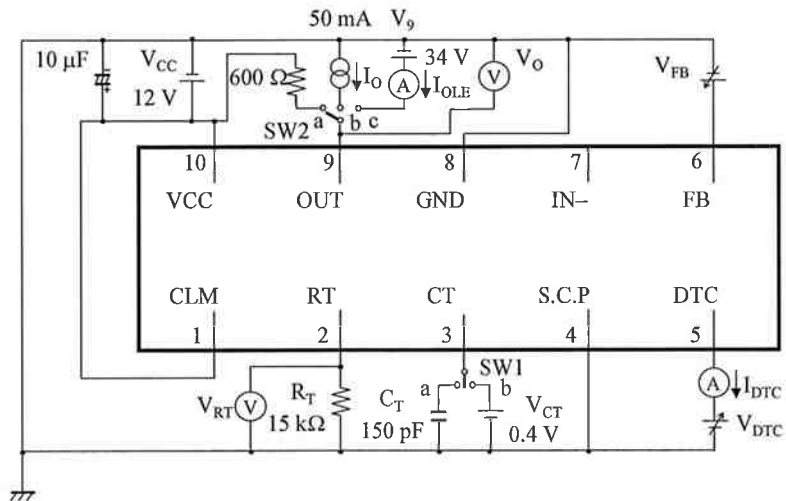 50 mA V9
10 μF
VCC
12 V
600 Ω
IO
34 V
A
IOLE
V
VO
VFB
SW2
a
b
c
10 9 8 7 6
VCC OUT GND IN– FB
CLM RT CT S.C.P DTC
1 2 3 4 5
SW1
VRT
V
RT
15 kΩ
a
b
CT
150 pF
VCT
0.4 V
A
IDTC
VDTC